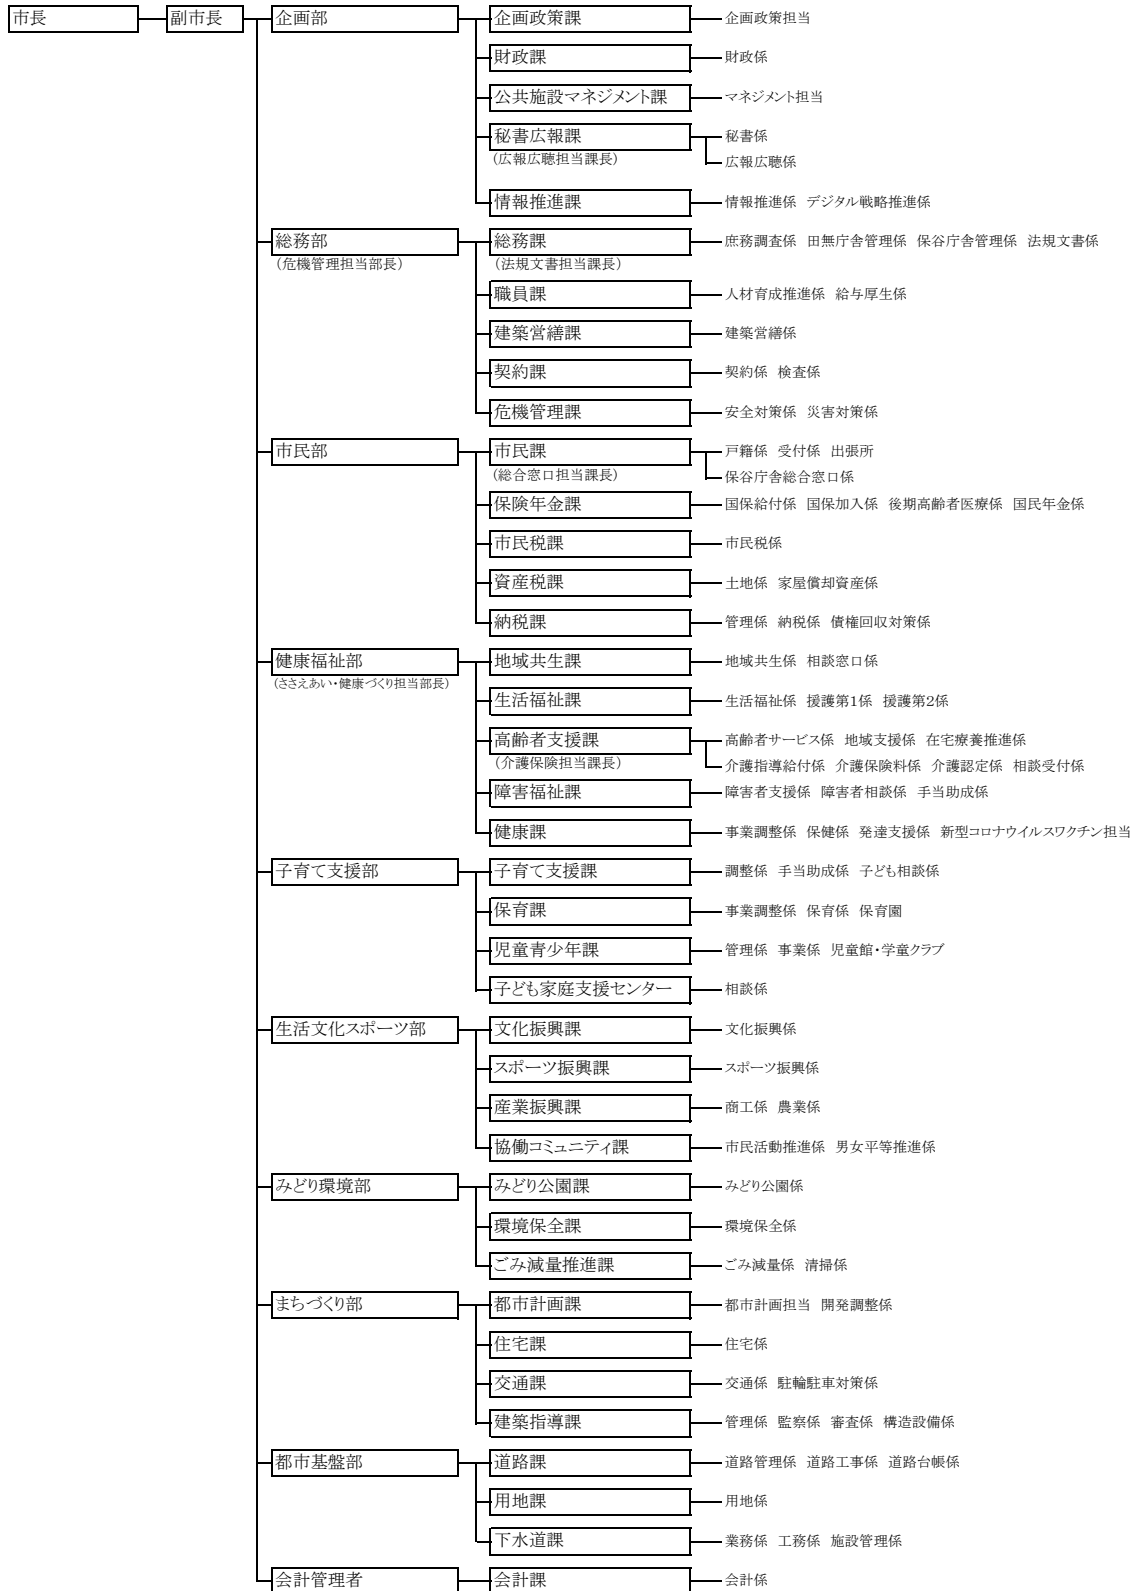 市長 副市長 企画部 企画政策課 企画政策担当
財政課 財政係
公共施設マネジメント課 マネジメント担当
秘書広報課 秘書係
(広報広聴担当課長) 広報広聴係
情報推進課 情報推進係 デジタル戦略推進係
総務部 総務課 庶務調査係 田無庁舎管理係 保谷庁舎管理係 法規文書係
(危機管理担当部長) (法規文書担当課長)
職員課 人材育成推進係 給与厚生係
建築営繕課 建築営繕係
契約課 契約係 検査係
危機管理課 安全対策係 災害対策係
市民部 市民課 戸籍係 受付係 出張所
(総合窓口担当課長) 保谷庁舎総合窓口係
保険年金課 国保給付係 国保加入係 後期高齢者医療係 国民年金係
市民税課 市民税係
資産税課 土地係 家屋償却資産係
納税課 管理係 納税係 債権回収対策係
健康福祉部 地域共生課 地域共生係 相談窓口係
(ささえあい・健康づくり担当部長)
生活福祉課 生活福祉係 援護第1係 援護第2係
高齢者支援課 高齢者サービス係 地域支援係 在宅療養推進係
(介護保険担当課長) 介護指導給付係 介護保険料係 介護認定係 相談受付係
障害福祉課 障害者支援係 障害者相談係 手当助成係
健康課 事業調整係 保健係 発達支援係 新型コロナウイルスワクチン担当
子育て支援部 子育て支援課 調整係 手当助成係 子ども相談係
保育課 事業調整係 保育係 保育園
児童青少年課 管理係 事業係 児童館・学童クラブ
子ども家庭支援センター 相談係
生活文化スポーツ部 文化振興課 文化振興係
スポーツ振興課 スポーツ振興係
産業振興課 商工係 農業係
協働コミュニティ課 市民活動推進係 男女平等推進係
みどり環境部 みどり公園課 みどり公園係
環境保全課 環境保全係
ごみ減量推進課 ごみ減量係 清掃係
まちづくり部 都市計画課 都市計画担当 開発調整係
住宅課 住宅係
交通課 交通係 駐輪駐車対策係
建築指導課 管理係 監察係 審査係 構造設備係
都市基盤部 道路課 道路管理係 道路工事係 道路台帳係
用地課 用地係
下水道課 業務係 工務係 施設管理係
会計管理者 会計課 会計係